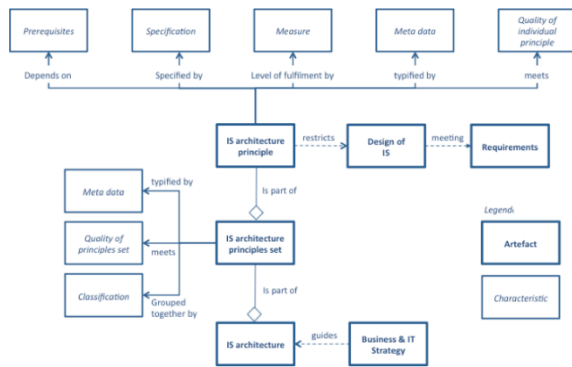 Prerequisites
Specification
Measure
Meta data
Quality of
individual
principle
Depends on
Specified by
Level of fulfilment by
typified by
meets
IS architecture
principle
restricts
Design of
IS
meeting
Requirements
Meta data
typified by
Is part of
Quality of
principles set
meets
IS architecture
principles set
Legend:
Artefact
Classification
Grouped
together by
Is part of
Characteristic
IS architecture
guides
Business & IT
Strategy